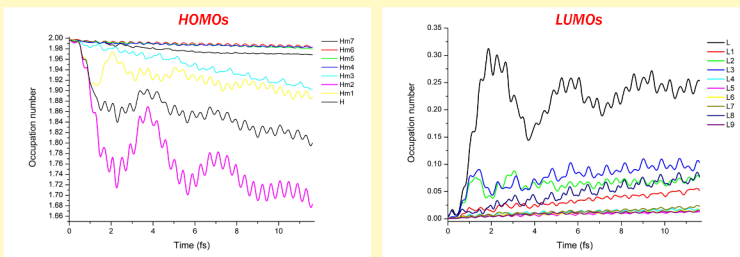 HOMOs
2.00
1.98
1.96
1.94
1.92
1.90
1.88
1.86
1.84
1.82
1.80
1.78
1.76
1.74
1.72
1.70
1.68
1.66
Occupation number
0
2
4
6
8
10
Time (fs)
Hm7
Hm6
Hm5
Hm4
Hm3
Hm2
Hm1
H
LUMOs
0.35
0.30
0.25
0.20
0.15
0.10
0.05
0.00
Occupation number
0
2
4
6
8
10
Time (fs)
L
L1
L2
L3
L4
L5
L6
L7
L8
L9